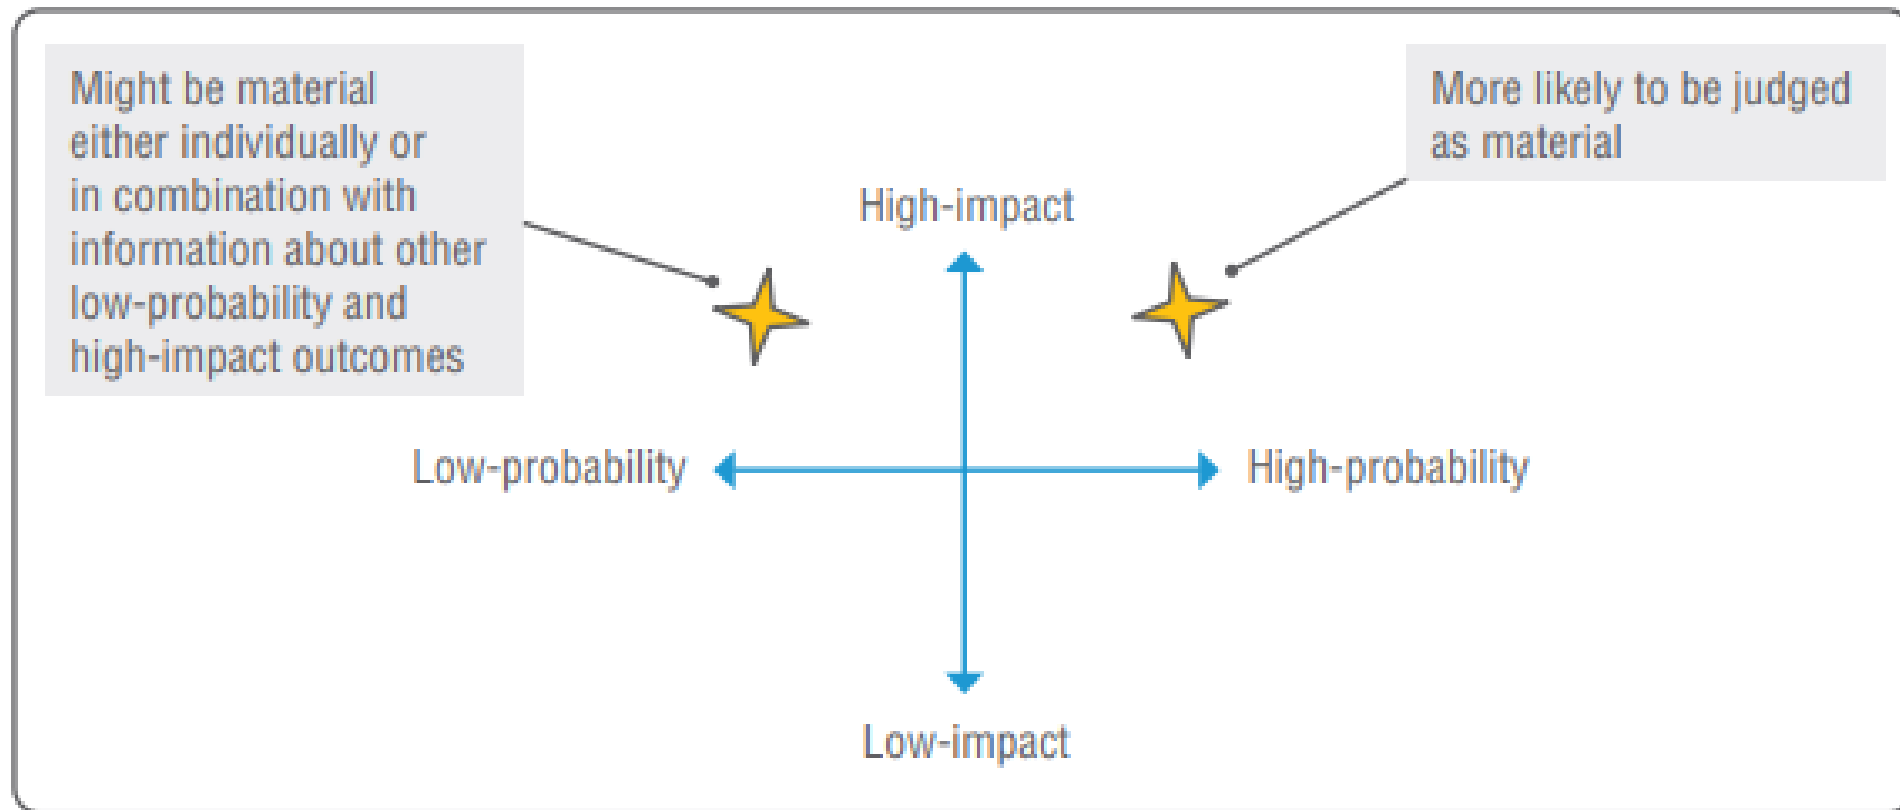 Might be material
either individually or
in combination with
information about other
low-probability and
high-impact outcomes
More likely to be judged
as material
High-impact
Low-probability
High-probability
Low-impact